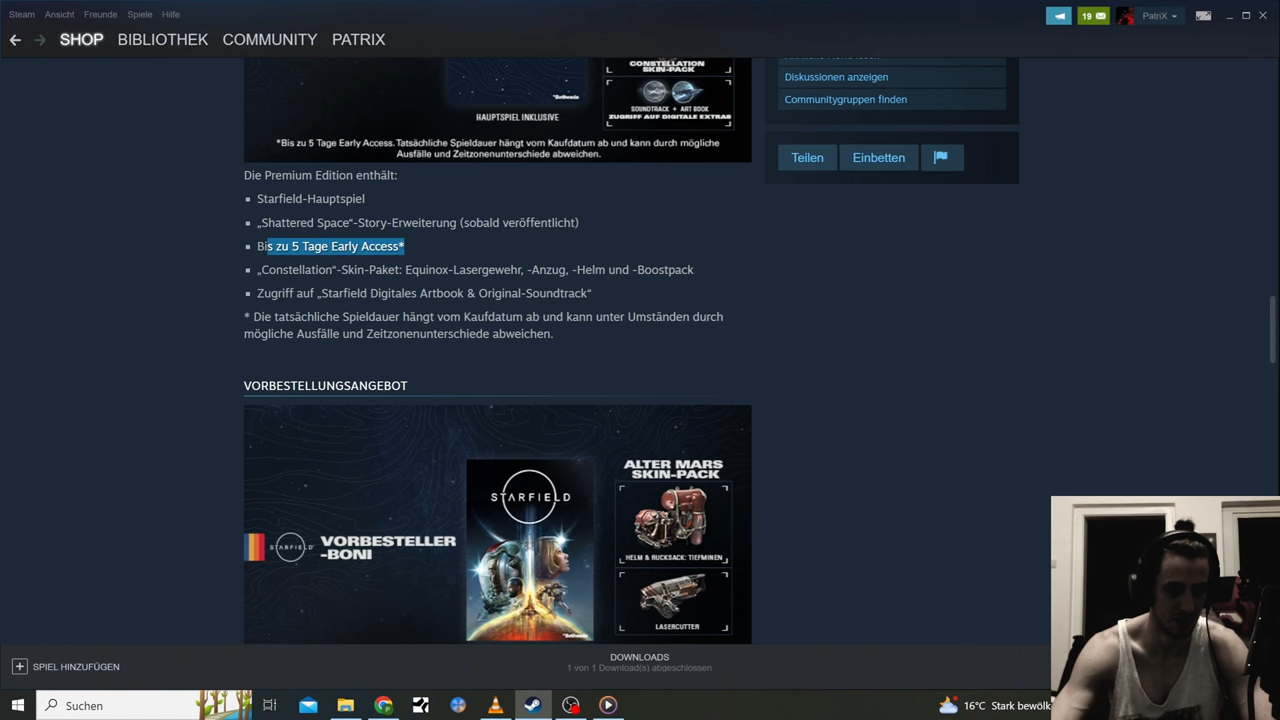 Steam Ansicht Freunde Spiele Hilfe
19
PatriX
SHOP BIBLIOTHEK COMMUNITY PATRIX
CONSTELLATION
SKIN-PACK
*Bethesda
SOUNDTRACK + ART BOOK
ZUGRIFF AUF DIGITALE EXTRAS
HAUPTSPIEL INKLUSIVE
*Bis zu 5 Tage Early Access. Tatsächliche Spieldauer hängt vom Kaufdatum ab und kann durch mögliche
Ausfälle und Zeitzonenunterschiede abweichen.
Diskussionen anzeigen
Communitygruppen finden
Teilen Einbetten
Die Premium Edition enthält:
Starfield-Hauptspiel
„Shattered Space“-Story-Erweiterung (sobald veröffentlicht)
Bis zu 5 Tage Early Access*
„Constellation“-Skin-Paket: Equinox-Lasergewehr, -Anzug, -Helm und -Boostpack
Zugriff auf „Starfield Digitales Artbook & Original-Soundtrack“
* Die tatsächliche Spieldauer hängt vom Kaufdatum ab und kann unter Umständen durch
mögliche Ausfälle und Zeitzonenunterschiede abweichen.
VORBESTELLUNGSANGEBOT
STARFIELD
VORBESTELLER
-BONI
STARFIELD
Bethesda
ALTER MARS
SKIN-PACK
HELM & RUCKSACK: TIEFMINEN
LASERCUTTER
SPIEL HINZUFÜGEN
DOWNLOADS
1 von 1 Download(s) abgeschlossen
Suchen
16°C Stark bewölk